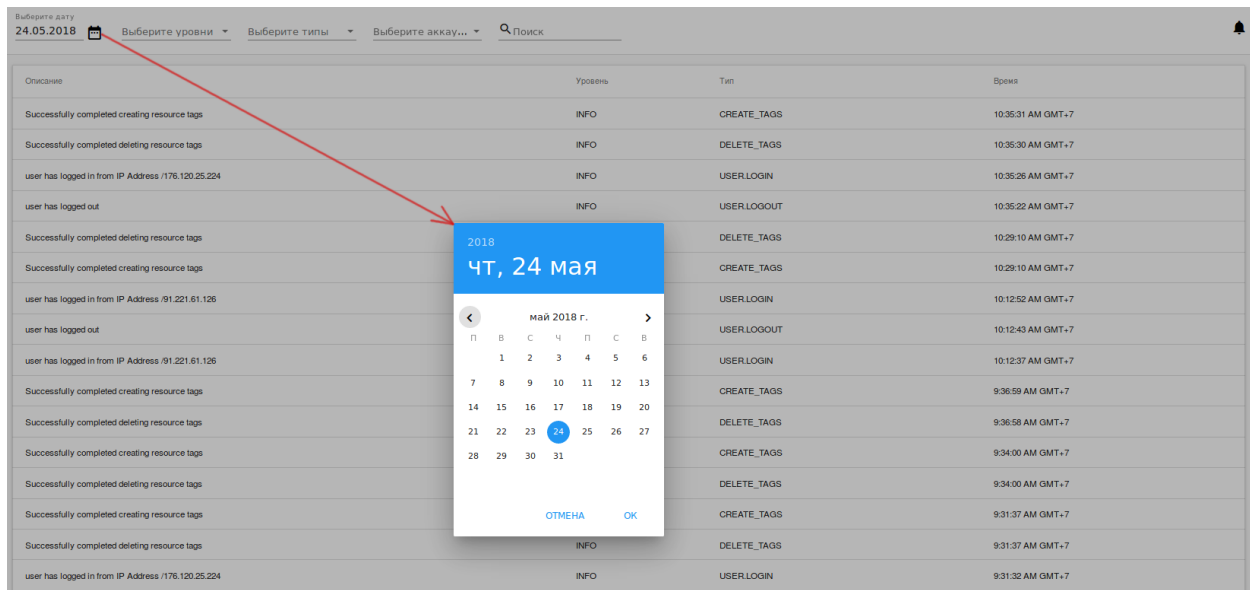 Выберите дату
24.05.2018 Выберите уровни Выберите типы Выберите аккау... Поиск
Описание Уровень Тип Время
Successfully completed creating resource tags INFO CREATE_TAGS 10:35:31 AM GMT+7
Successfully completed deleting resource tags INFO DELETE_TAGS 10:35:30 AM GMT+7
user has logged in from IP Address /176.120.25.224 INFO USER.LOGIN 10:35:26 AM GMT+7
user has logged out INFO USER.LOGOUT 10:35:22 AM GMT+7
Successfully completed deleting resource tags DELETE_TAGS 10:29:10 AM GMT+7
Successfully completed creating resource tags CREATE_TAGS 10:29:10 AM GMT+7
user has logged in from IP Address /91.221.61.126 USER.LOGIN 10:12:52 AM GMT+7
user has logged out USER.LOGOUT 10:12:43 AM GMT+7
user has logged in from IP Address /91.221.61.126 USER.LOGIN 10:12:37 AM GMT+7
Successfully completed creating resource tags CREATE_TAGS 9:36:59 AM GMT+7
Successfully completed deleting resource tags DELETE_TAGS 9:36:58 AM GMT+7
Successfully completed creating resource tags CREATE_TAGS 9:34:00 AM GMT+7
Successfully completed deleting resource tags DELETE_TAGS 9:34:00 AM GMT+7
Successfully completed creating resource tags CREATE_TAGS 9:31:37 AM GMT+7
Successfully completed deleting resource tags INFO DELETE_TAGS 9:31:37 AM GMT+7
user has logged in from IP Address /176.120.25.224 INFO USER.LOGIN 9:31:32 AM GMT+7
2018
чт, 24 мая
май 2018 г.
П В С Ч П С В
1 2 3 4 5 6
7 8 9 10 11 12 13
14 15 16 17 18 19 20
21 22 23 24 25 26 27
28 29 30 31
ОТМЕНА ОК